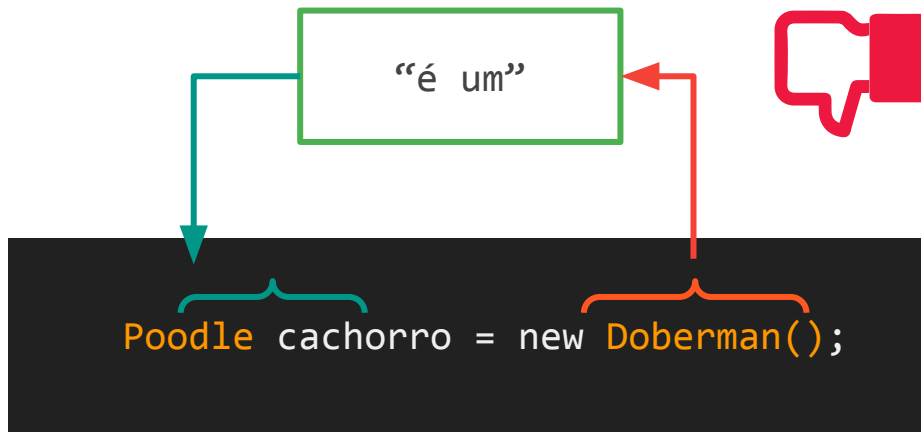 “é um”
Poodle cachorro = new Doberman();